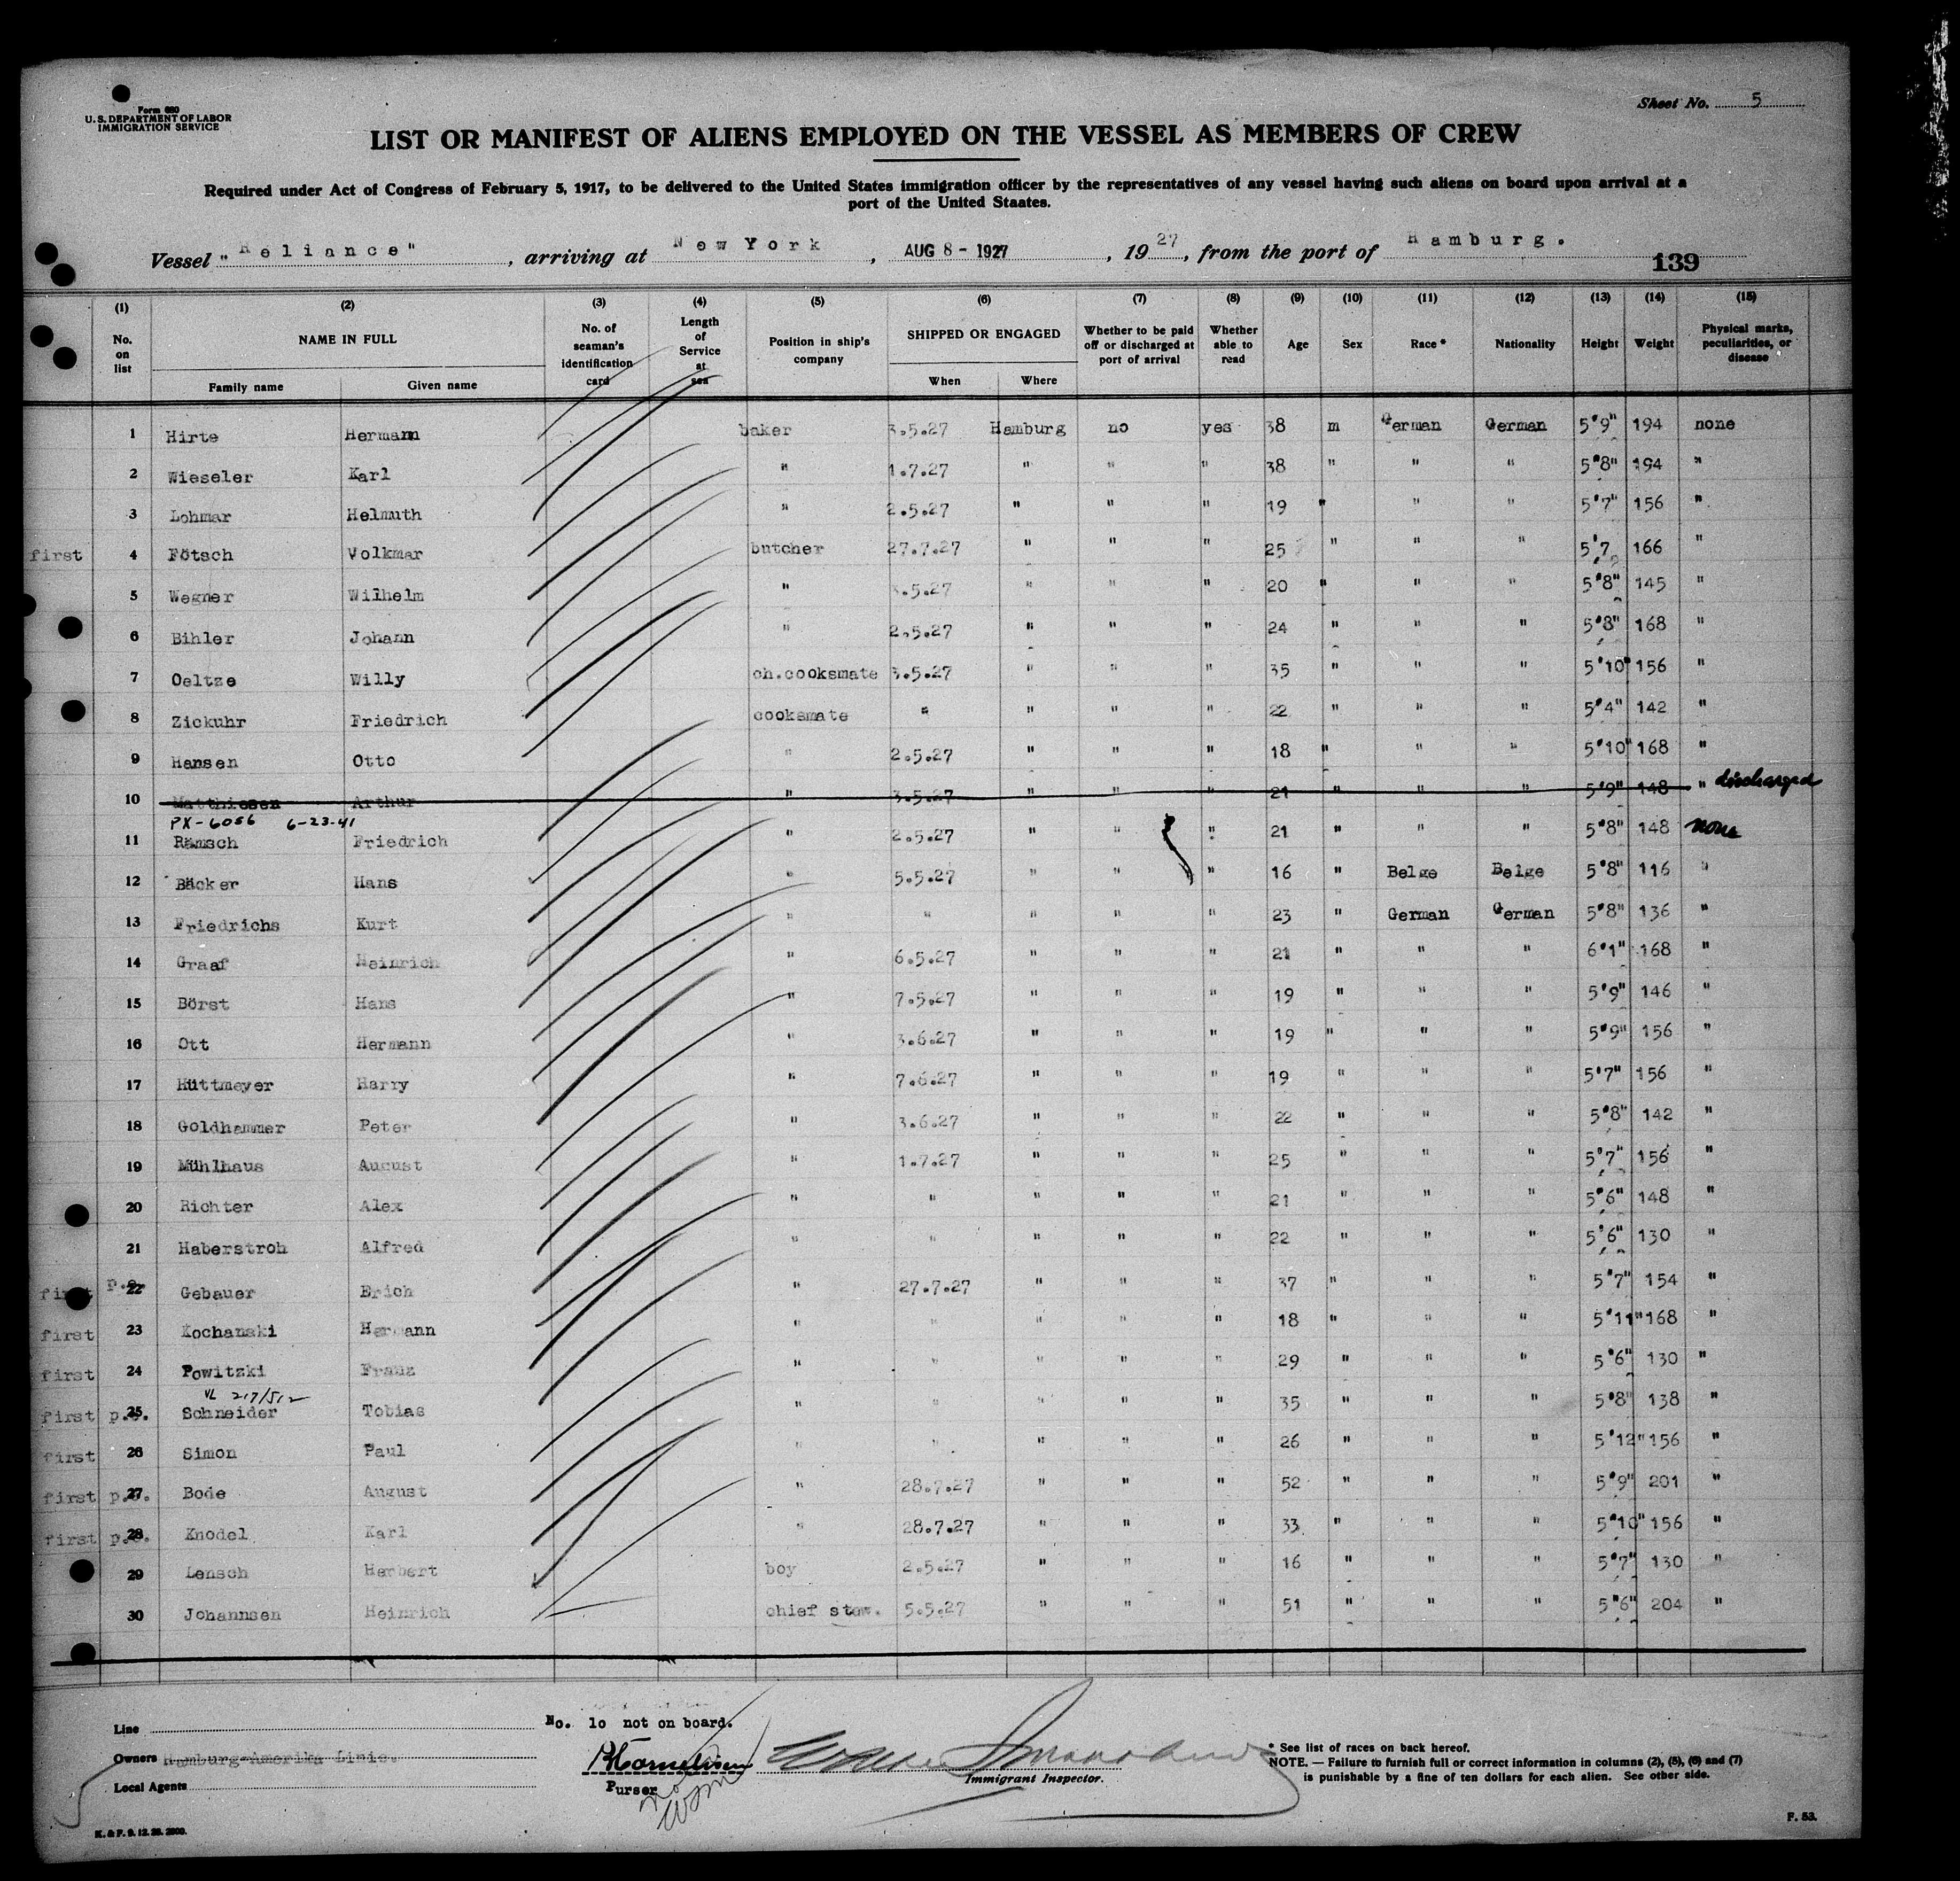 Form 680
U. S. DEPARTMENT OF LABOR
IMMIGRATION SERVICE
Sheet No. 5
LIST OR MANIFEST OF ALIENS EMPLOYED ON THE VESSEL AS MEMBERS OF CREW
Required under Act of Congress of February 5, 1917, to be delivered to the United States immigration officer by the representatives of any vessel having such aliens on board upon arrival at a
port of the United Staates.
Vessel "Reliance", arriving at New York, AUG 8 - 1927, 1927, from the port of Hamburg.
139
(1) No. on list (2) NAME IN FULL Family name Given name (3) No. of seaman's identification card (4) Length of Service at sea (5) Position in ship's company (6) SHIPPED OR ENGAGED When Where (7) Whether to be paid off or discharged at port of arrival (8) Whether able to read (9) Age (10) Sex (11) Race * (12) Nationality (13) Height (14) Weight (15) Physical marks, peculiarities, or disease
1 Hirte Hermann baker 3.5.27 Hamburg no yes 38 m German German 5'9" 194 none
2 Wieseler Karl " 1.7.27 " " " 38 " " " 5'8" 194 "
3 Lohmar Helmuth " 2.5.27 " " " 19 " " " 5'7" 156 "
first 4 Fötsch Volkmar butcher 27.7.27 " " " 25 " " " 5'7 166 "
5 Wegner Wilhelm " 3.5.27 " " " 20 " " " 5'8" 145 "
6 Bihler Johann " 2.5.27 " " " 24 " " " 5'8" 168 "
7 Oeltze Willy ch.cooksmate 3.5.27 " " " 35 " " " 5'10" 156 "
8 Zickuhr Friedrich cooksmate " " " " 22 " " " 5'4" 142 "
9 Hansen Otto " 2.5.27 " " " 18 " " " 5'10" 168 "
10 Matthiesen Arthur " 3.5.27 " " " 21 " " " 5'9" 148 " discharged
PX-6056 6-23-41
11 Rämsch Friedrich " 2.5.27 " " " 21 " " " 5'8" 148 none
12 Bäcker Hans " 5.5.27 " " 16 " Belge Belge 5'8" 116 "
13 Friedrichs Kurt " " " " " 23 " German German 5'8" 136 "
14 Graaf Heinrich " 6.5.27 " " " 21 " " " 6'1" 168 "
15 Börst Hans " 7.5.27 " " " 19 " " " 5'9" 146 "
16 Ott Hermann " 3.6.27 " " " 19 " " " 5'9" 156 "
17 Hüttmeyer Harry " 7.6.27 " " " 19 " " " 5'7" 156 "
18 Goldhammer Peter " 3.6.27 " " " 22 " " " 5'8" 142 "
19 Mühlhaus August " 1.7.27 " " " 25 " " " 5'7" 156 "
20 Richter Alex " " " " " 21 " " " 5'6" 148 "
21 Haberstroh Alfred " " " " " 22 " " " 5'6" 130 "
first 22 Gebauer Erich " 27.7.27 " " " 37 " " " 5'7" 154 "
first 23 Kochanski Hermann " " " " " 18 " " " 5'11" 168 "
first 24 Powitzki Franz " " " " " 29 " " " 5'6" 130 "
VL 217/512
first p.s. 25 Schneider Tobias " " " " " 35 " " " 5'8" 138 "
first 26 Simon Paul " " " " " 26 " " " 5'12" 156 "
first 27 Bode August " 28.7.27 " " " 52 " " " 5'9" 201 "
first 28 Knodel Karl " 28.7.27 " " " 33 " " " 5'10" 156 "
29 Lensch Herbert boy 2.5.27 " " " 16 " " " 5'7" 130 "
30 Johannsen Heinrich chief stew. 5.5.27 " " " 51 " " " 5'6" 204 "
No. 10 not on board.
Line
Owners Hamburg-Amerika Linie.
Local Agents
Purser
Immigrant Inspector.
* See list of races on back hereof.
NOTE. — Failure to furnish full or correct information in columns (2), (5), (6) and (7)
is punishable by a fine of ten dollars for each alien. See other side.
K. & F. 9. 12. 25. 2000.
F. 53.